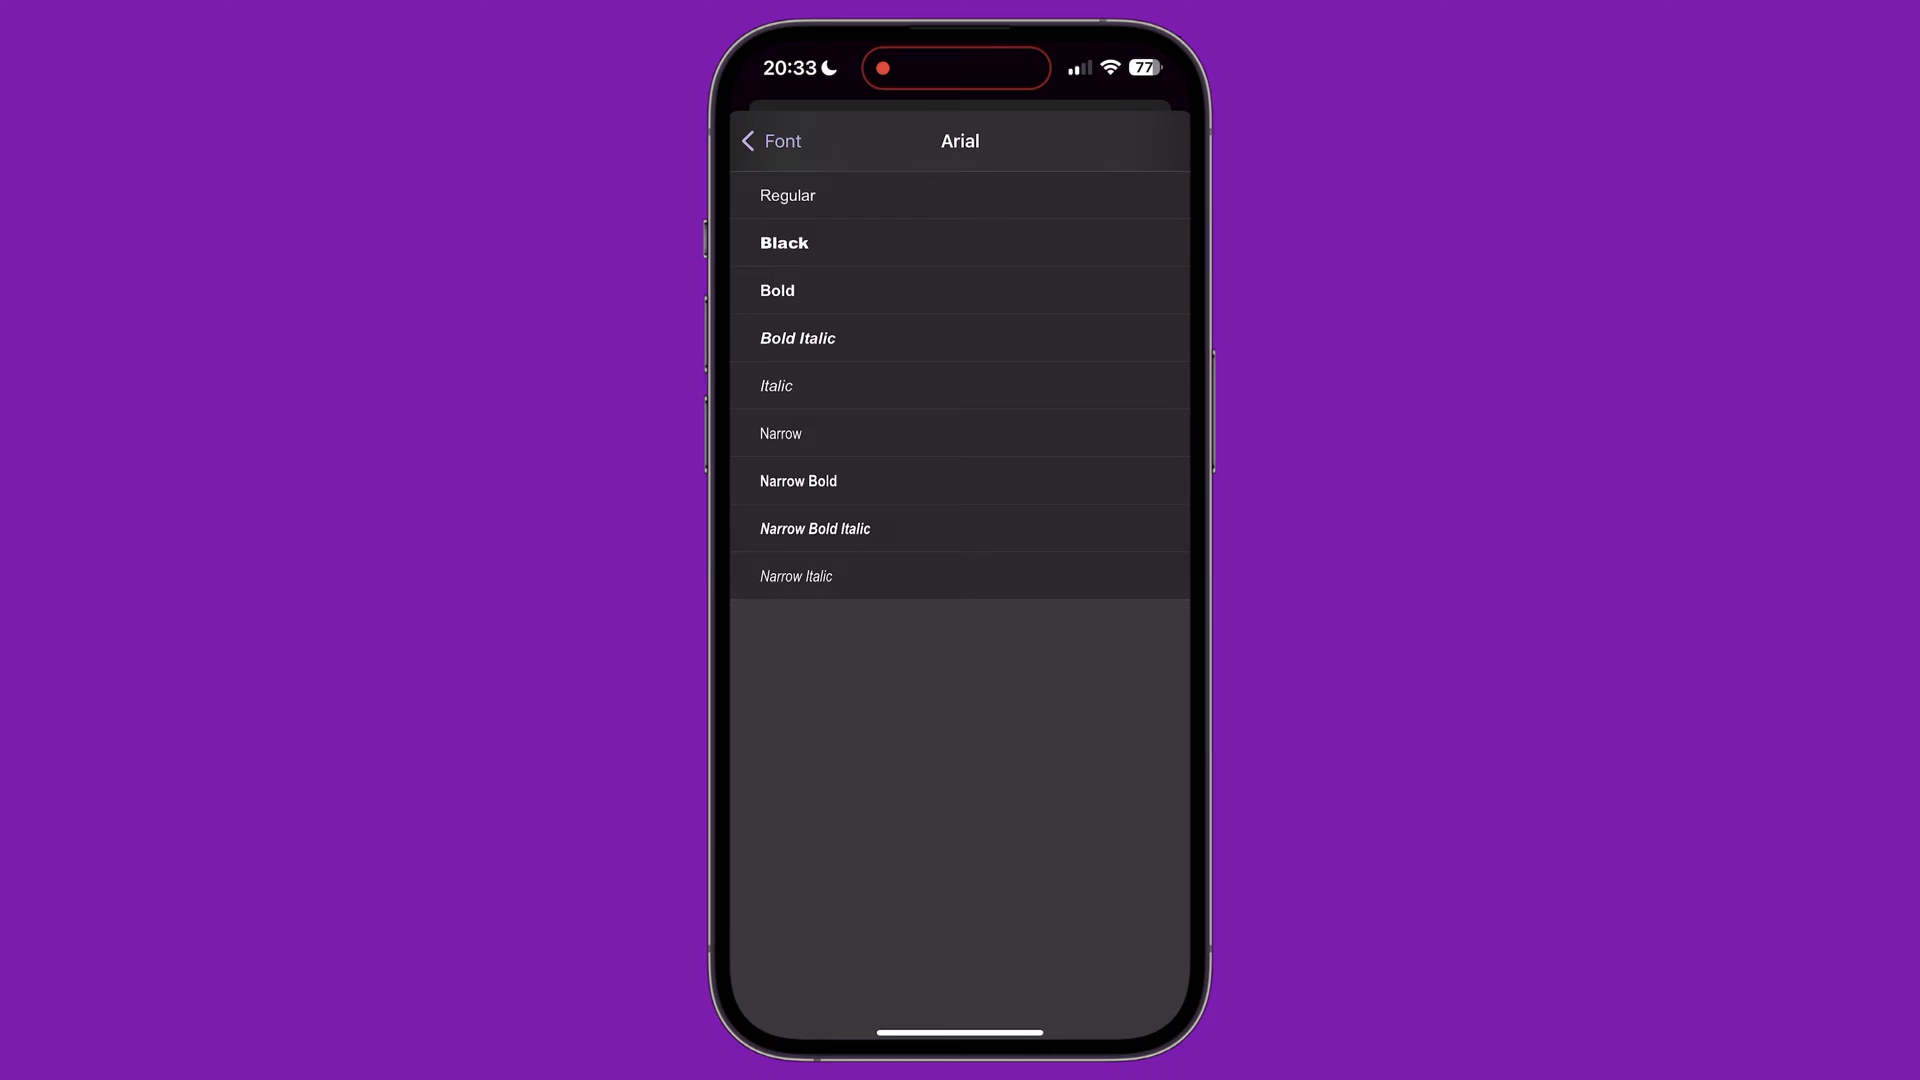 20:33
77
Font
Arial
Regular
Black
Bold
Bold Italic
Italic
Narrow
Narrow Bold
Narrow Bold Italic
Narrow Italic